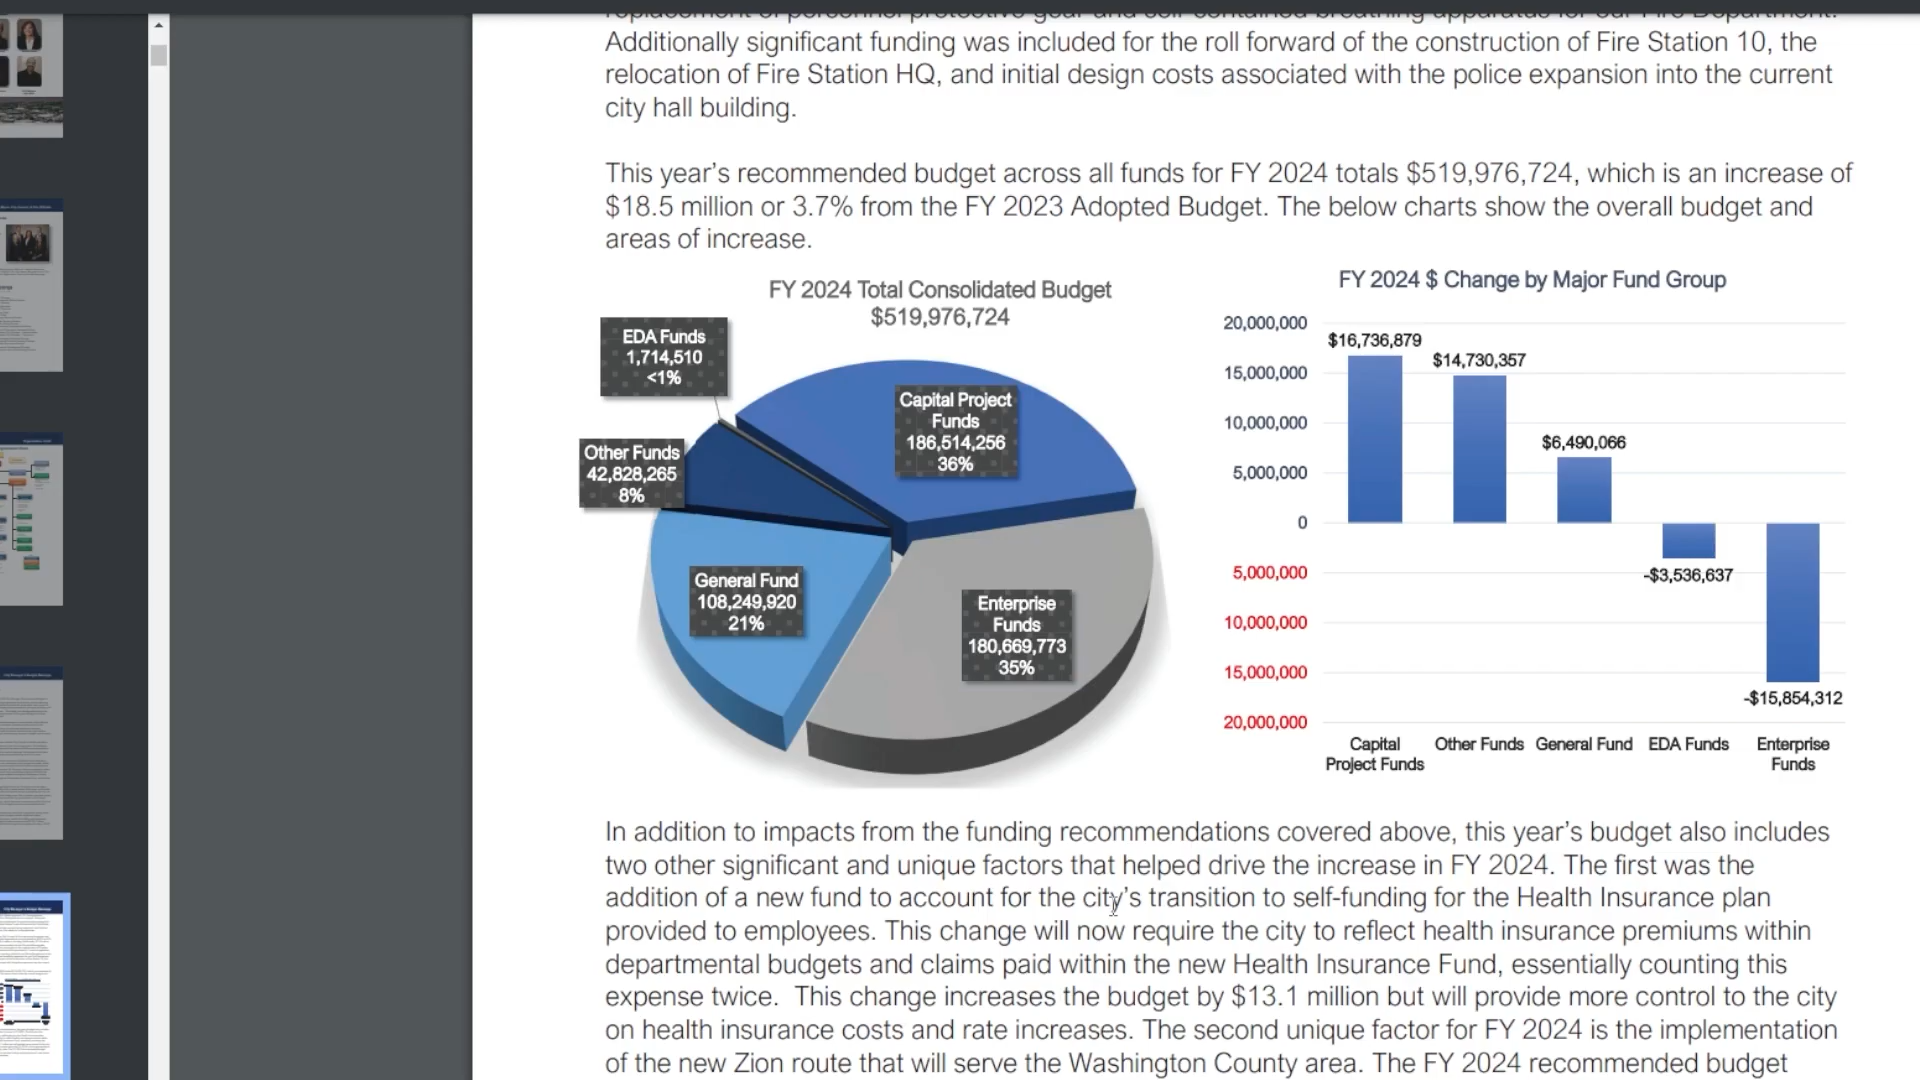 replacement of personnel protective gear and self-contained breathing apparatus for our Fire Department.
Additionally significant funding was included for the roll forward of the construction of Fire Station 10, the
relocation of Fire Station HQ, and initial design costs associated with the police expansion into the current
city hall building.
This year’s recommended budget across all funds for FY 2024 totals $519,976,724, which is an increase of
$18.5 million or 3.7% from the FY 2023 Adopted Budget. The below charts show the overall budget and
areas of increase.
FY 2024 Total Consolidated Budget
$519,976,724
EDA Funds
1,714,510
<1%
Capital Project
Funds
186,514,256
36%
Other Funds
42,828,265
8%
General Fund
108,249,920
21%
Enterprise
Funds
180,669,773
35%
FY 2024 $ Change by Major Fund Group
20,000,000
15,000,000
10,000,000
5,000,000
0
5,000,000
10,000,000
15,000,000
20,000,000
$16,736,879
$14,730,357
$6,490,066
-$3,536,637
-$15,854,312
Capital
Project Funds
Other Funds
General Fund
EDA Funds
Enterprise
Funds
In addition to impacts from the funding recommendations covered above, this year’s budget also includes
two other significant and unique factors that helped drive the increase in FY 2024. The first was the
addition of a new fund to account for the city’s transition to self-funding for the Health Insurance plan
provided to employees. This change will now require the city to reflect health insurance premiums within
departmental budgets and claims paid within the new Health Insurance Fund, essentially counting this
expense twice.  This change increases the budget by $13.1 million but will provide more control to the city
on health insurance costs and rate increases. The second unique factor for FY 2024 is the implementation
of the new Zion route that will serve the Washington County area. The FY 2024 recommended budget